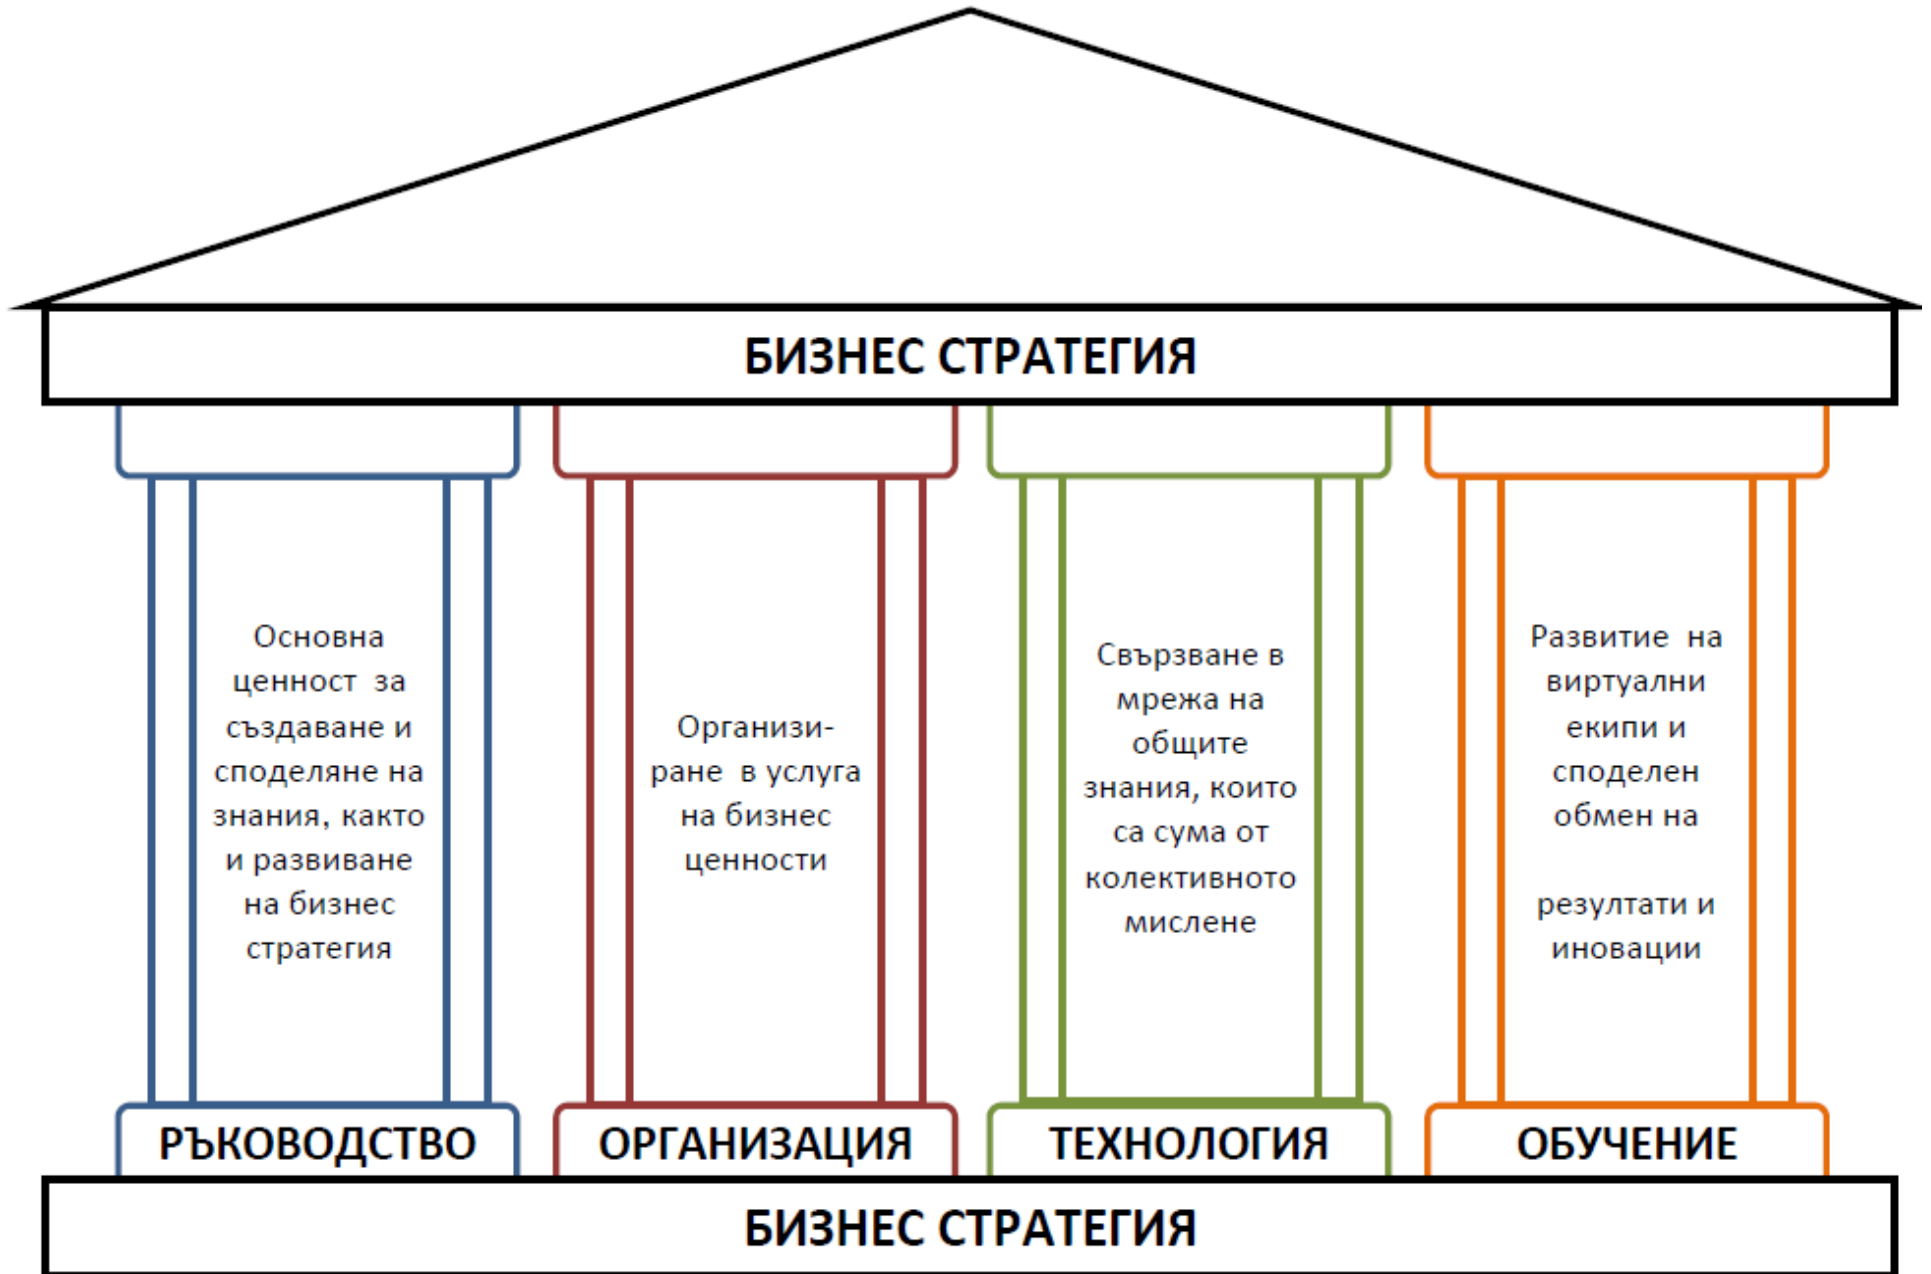 БИЗНЕС СТРАТЕГИЯ
Основна
ценност за
създаване и
споделяне на
знания, както
и развиване
на бизнес
стратегия
Организи-
ране в услуга
на бизнес
ценности
Свързване в
мрежа на
общите
знания, които
са сума от
колективното
мислене
Развитие на
виртуални
екипи и
споделен
обмен на
резултати и
иновации
РЪКОВОДСТВО
ОРГАНИЗАЦИЯ
ТЕХНОЛОГИЯ
ОБУЧЕНИЕ
БИЗНЕС СТРАТЕГИЯ